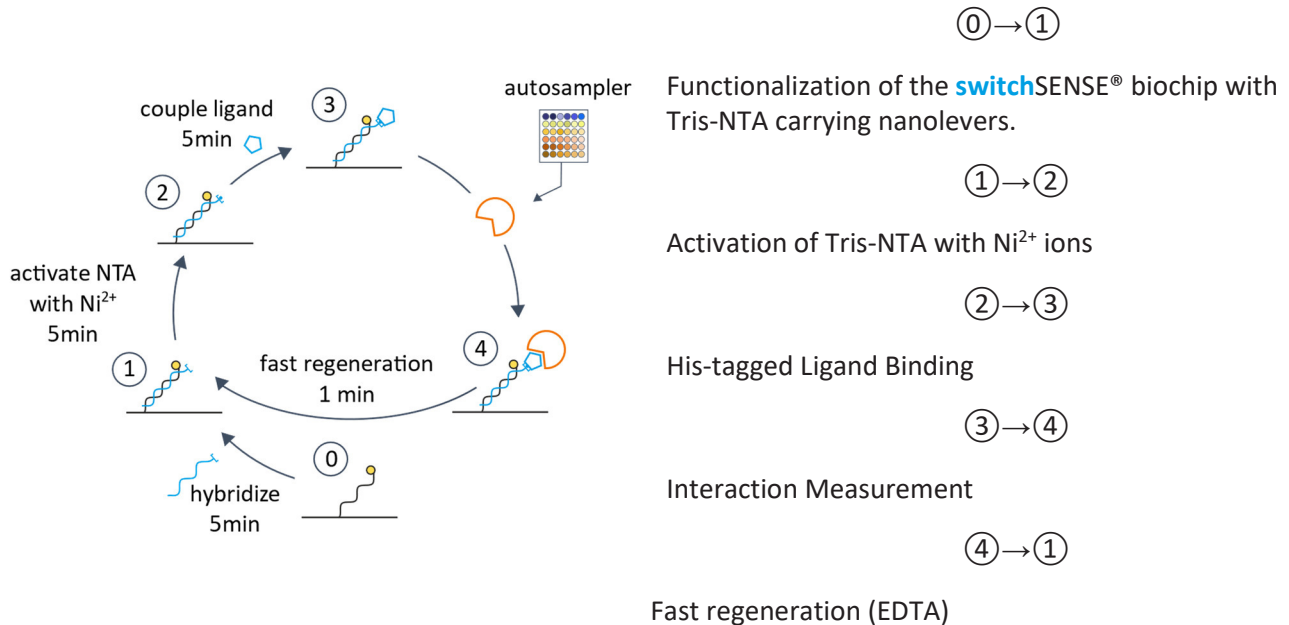 couple ligand
5min
3
autosampler
2
activate NTA
with Ni²⁺
5min
1
fast regeneration
1 min
4
0
hybridize
5min
⓪→①
Functionalization of the switchSENSE® biochip with
Tris-NTA carrying nanolevers.
①→②
Activation of Tris-NTA with Ni²⁺ ions
②→③
His-tagged Ligand Binding
③→④
Interaction Measurement
④→①
Fast regeneration (EDTA)